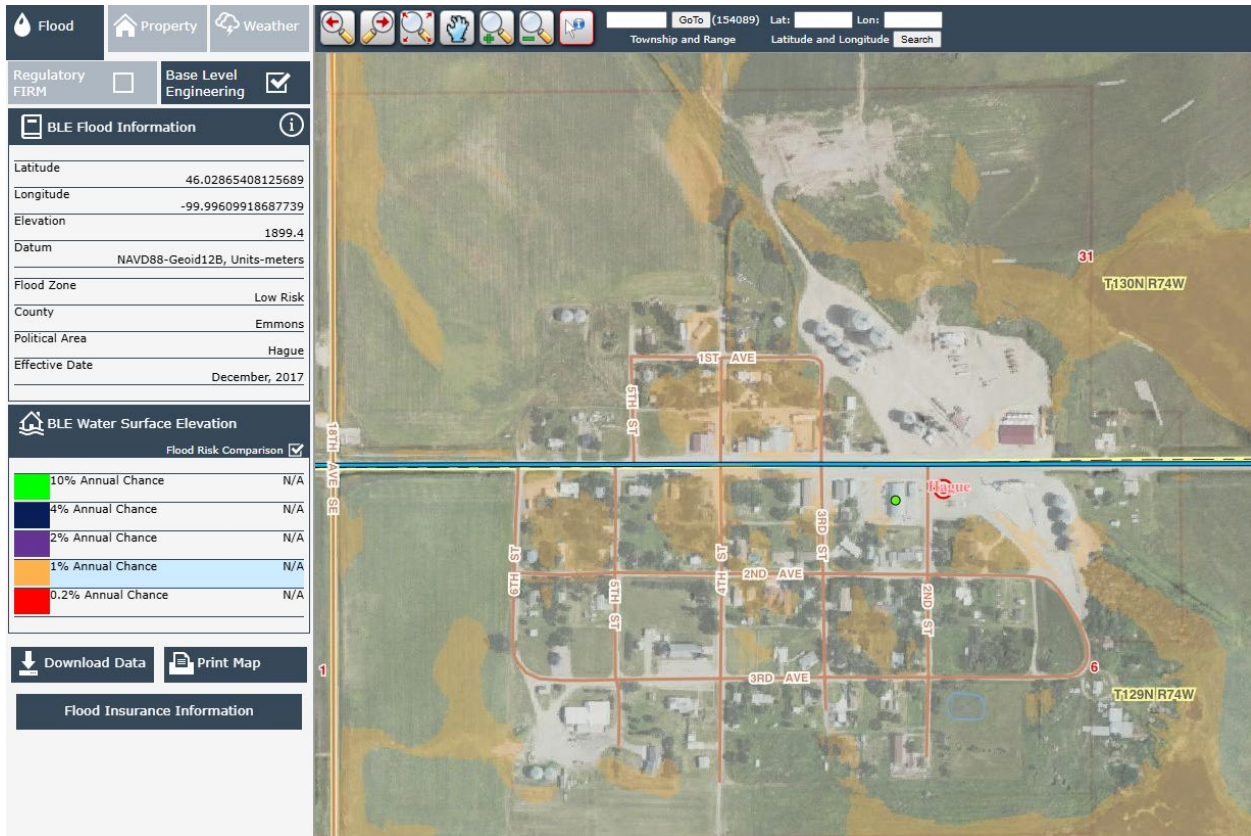 Flood
Property
Weather
GoTo (154089) Lat: Lon:
Township and Range Latitude and Longitude Search
Regulatory
FIRM
Base Level
Engineering
BLE Flood Information
Latitude
46.02865408125689
Longitude
-99.99609918687739
Elevation
1899.4
Datum
NAVD88-Geoid12B, Units-meters
Flood Zone
Low Risk
County
Emmons
Political Area
Hague
Effective Date
December, 2017
BLE Water Surface Elevation
Flood Risk Comparison
10% Annual Chance N/A
4% Annual Chance N/A
2% Annual Chance N/A
1% Annual Chance N/A
0.2% Annual Chance N/A
Download Data
Print Map
Flood Insurance Information
31
T130N R74W
1ST AVE
5TH ST
18TH AVE SE
Hague
3RD ST
6TH ST
5TH ST
4TH ST
2ND AVE
2ND ST
1
3RD AVE
6
T129N R74W